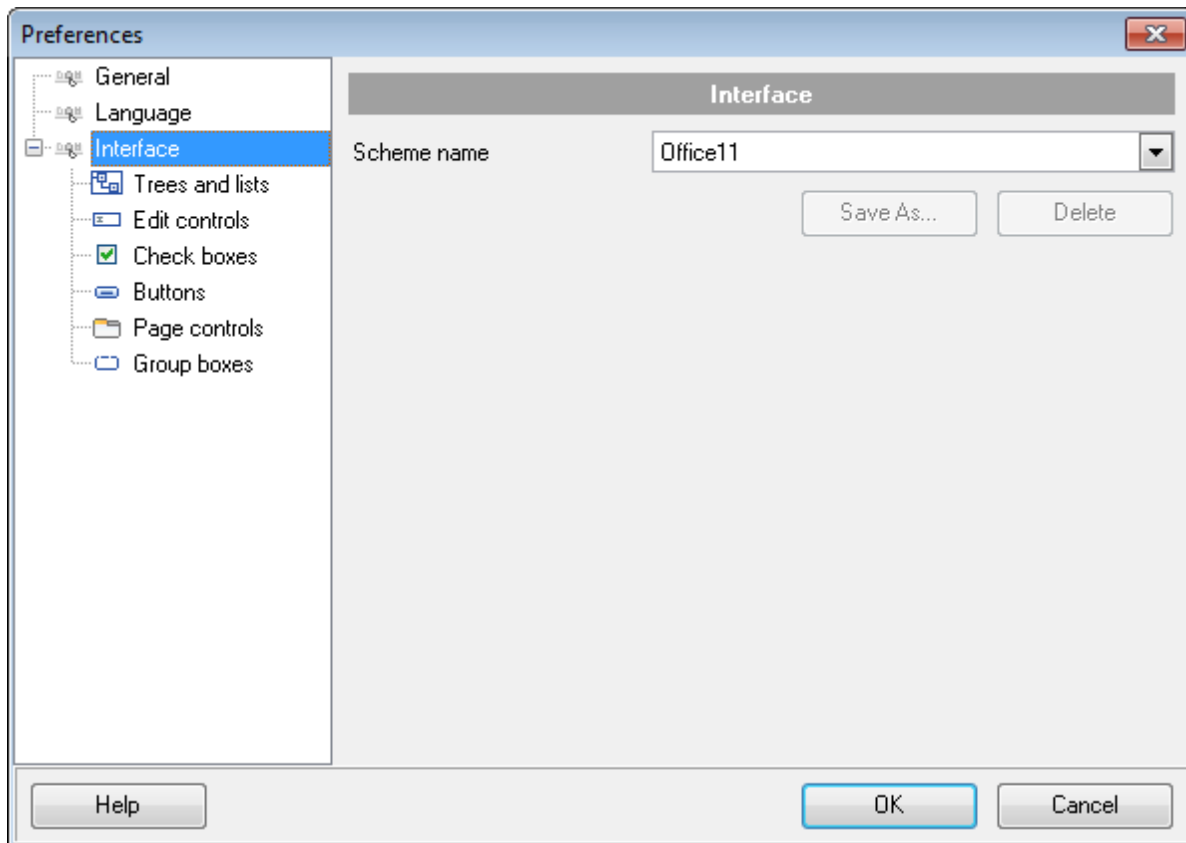 Preferences
General
Language
Interface
Trees and lists
Edit controls
Check boxes
Buttons
Page controls
Group boxes
Interface
Scheme name
Office11
Save As...
Delete
Help
OK
Cancel